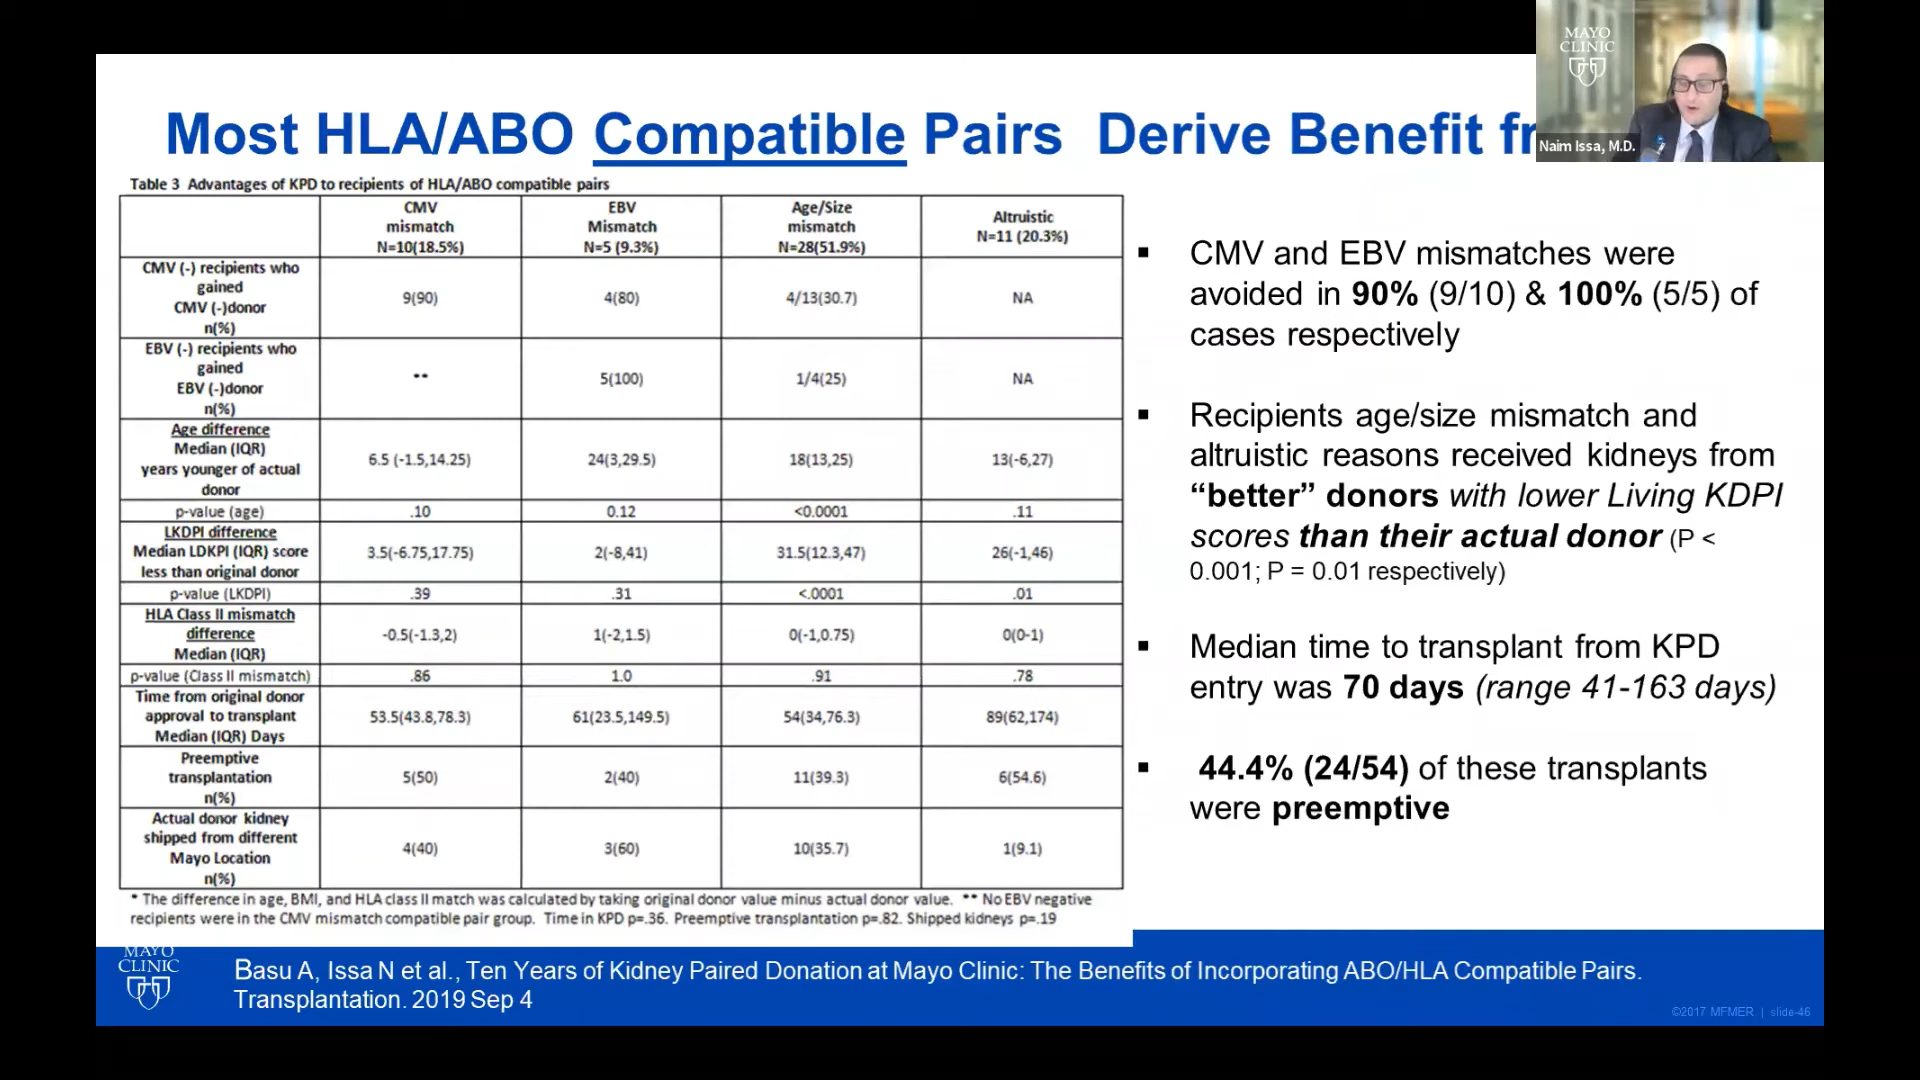 MAYO
CLINIC
Naim Issa, M.D.
Most HLA/ABO Compatible Pairs Derive Benefit fr
Table 3 Advantages of KPD to recipients of HLA/ABO compatible pairs
CMV
mismatch
N=10(18.5%)
EBV
Mismatch
N=5 (9.3%)
Age/Size
mismatch
N=28(51.9%)
Altruistic
N=11 (20.3%)
CMV (-) recipients who
gained
CMV (-)donor
n(%)
9(90)
4(80)
4/13(30.7)
NA
EBV (-) recipients who
gained
EBV (-)donor
n(%)
**
5(100)
1/4(25)
NA
Age difference
Median (IQR)
years younger of actual
donor
6.5 (-1.5,14.25)
24(3,29.5)
18(13,25)
13(-6,27)
p-value (age)
.10
0.12
<0.0001
.11
LKDPI difference
Median LDKPI (IQR) score
less than original donor
3.5(-6.75,17.75)
2(-8,41)
31.5(12.3,47)
26(-1,46)
p-value (LKDPI)
.39
.31
<.0001
.01
HLA Class II mismatch
difference
Median (IQR)
-0.5(-1.3,2)
1(-2,1.5)
0(-1,0.75)
0(0-1)
p-value (Class II mismatch)
.86
1.0
.91
.78
Time from original donor
approval to transplant
Median (IQR) Days
53.5(43.8,78.3)
61(23.5,149.5)
54(34,76.3)
89(62,174)
Preemptive
transplantation
n(%)
5(50)
2(40)
11(39.3)
6(54.6)
Actual donor kidney
shipped from different
Mayo Location
n(%)
4(40)
3(60)
10(35.7)
1(9.1)
* The difference in age, BMI, and HLA class II match was calculated by taking original donor value minus actual donor value. ** No EBV negative
recipients were in the CMV mismatch compatible pair group. Time in KPD p=.36. Preemptive transplantation p=.82. Shipped kidneys p=.19
▪ CMV and EBV mismatches were
avoided in 90% (9/10) & 100% (5/5) of
cases respectively
▪ Recipients age/size mismatch and
altruistic reasons received kidneys from
“better” donors with lower Living KDPI
scores than their actual donor (P <
0.001; P = 0.01 respectively)
▪ Median time to transplant from KPD
entry was 70 days (range 41-163 days)
▪ 44.4% (24/54) of these transplants
were preemptive
MAYO
CLINIC
Basu A, Issa N et al., Ten Years of Kidney Paired Donation at Mayo Clinic: The Benefits of Incorporating ABO/HLA Compatible Pairs.
Transplantation. 2019 Sep 4
©2017 MFMER | slide-46